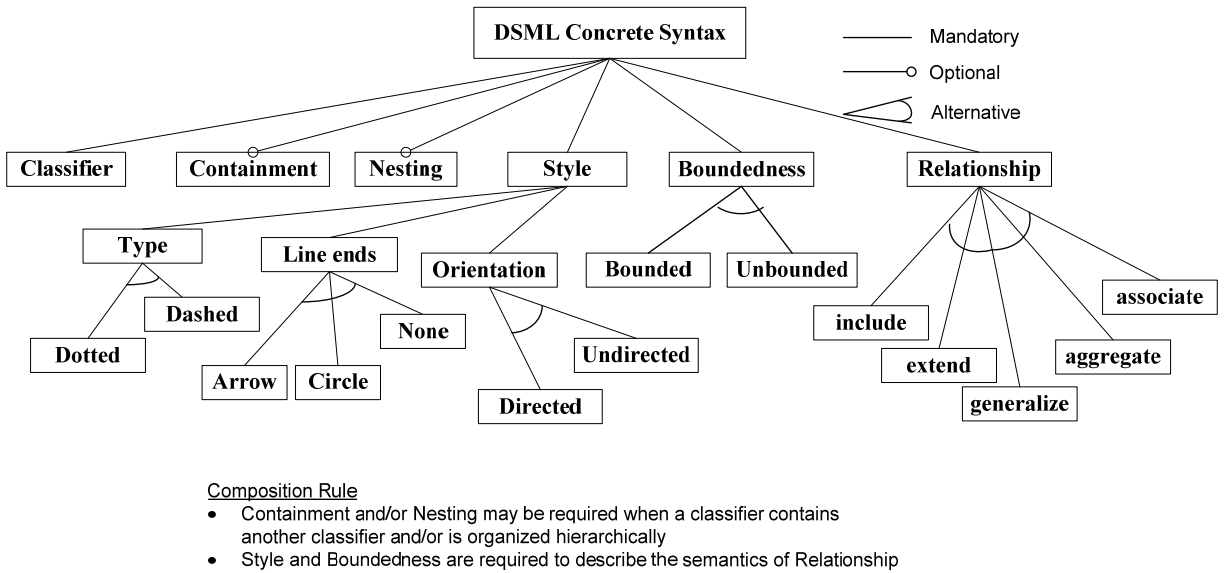 DSML Concrete Syntax
Mandatory
Optional
Alternative
Classifier
Containment
Nesting
Style
Boundedness
Relationship
Type
Line ends
Orientation
Bounded
Unbounded
Dotted
Dashed
Arrow
Circle
None
Directed
Undirected
include
extend
generalize
aggregate
associate
Composition Rule
• Containment and/or Nesting may be required when a classifier contains
another classifier and/or is organized hierarchically
• Style and Boundedness are required to describe the semantics of Relationship